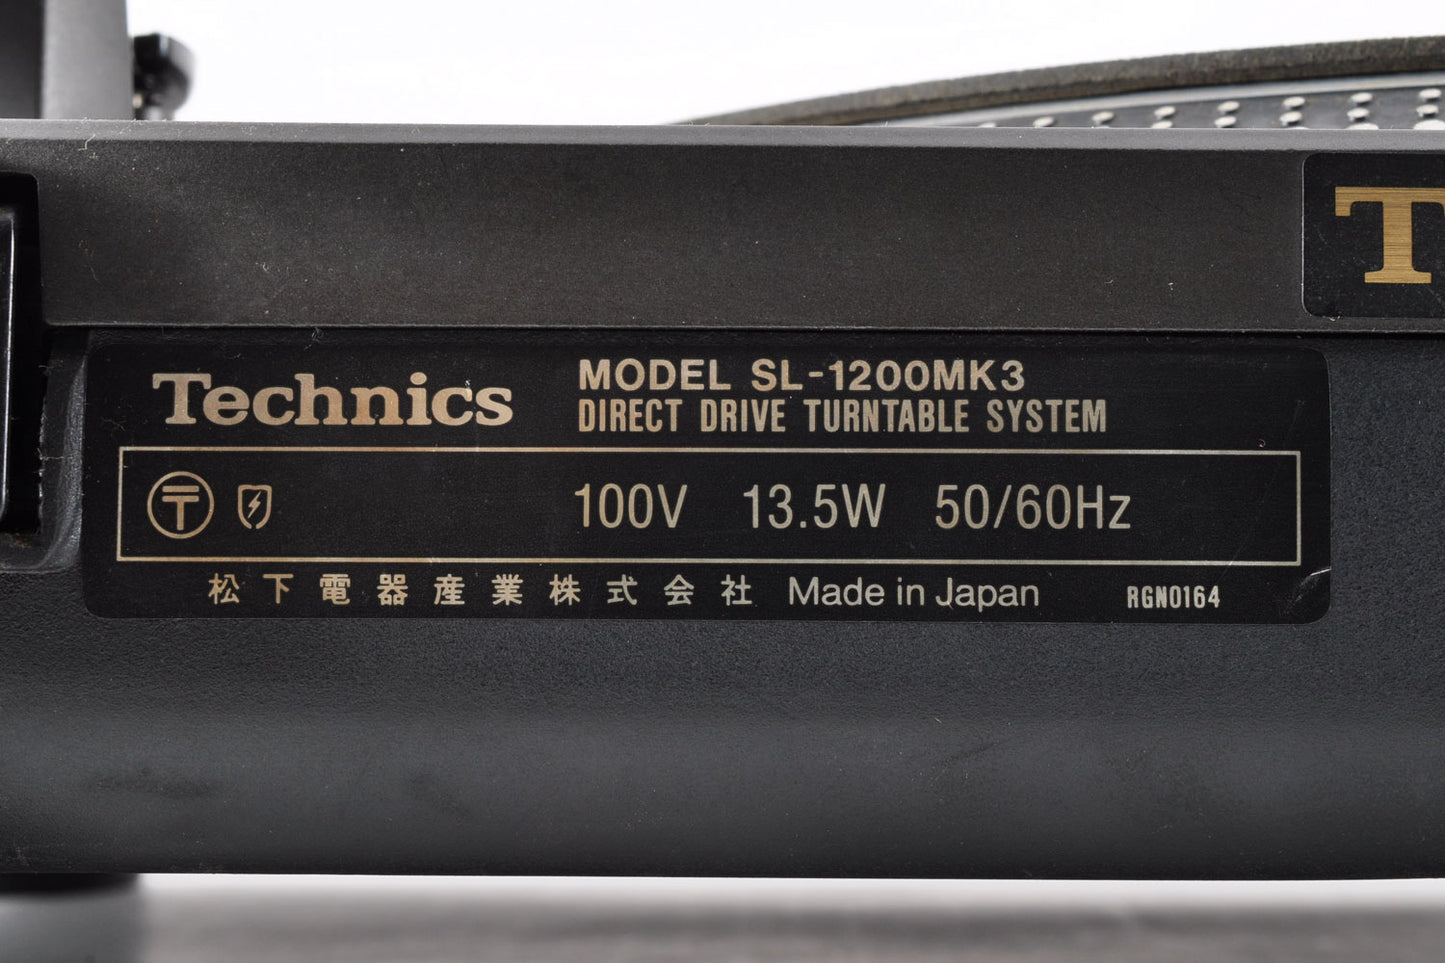 T
Technics
MODEL SL-1200MK3
DIRECT DRIVE TURNTABLE SYSTEM
〒 100V 13.5W 50/60Hz
松下電器産業株式会社 Made in Japan RGN0164